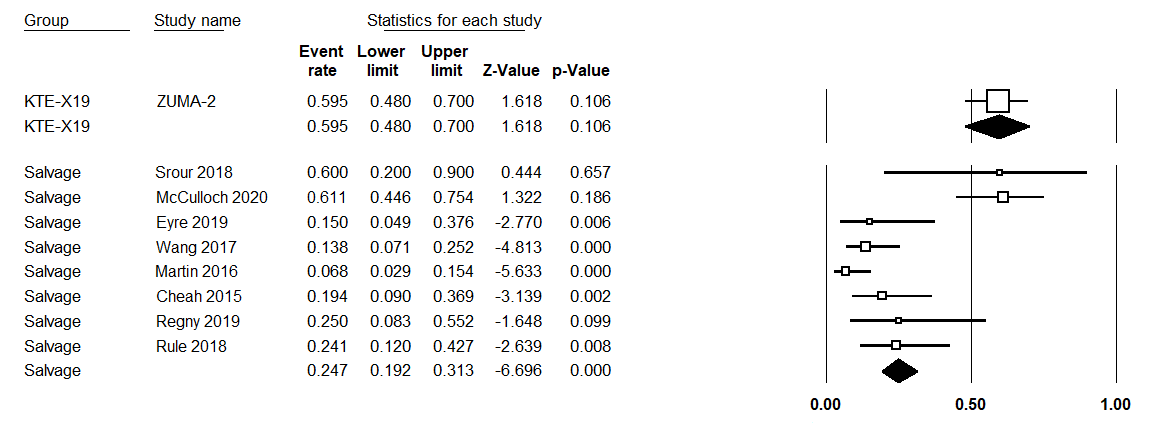 Group Study name Statistics for each study
Event Lower Upper
rate limit limit Z-Value p-Value
KTE-X19 ZUMA-2 0.595 0.480 0.700 1.618 0.106
KTE-X19 0.595 0.480 0.700 1.618 0.106
Salvage Srour 2018 0.600 0.200 0.900 0.444 0.657
Salvage McCulloch 2020 0.611 0.446 0.754 1.322 0.186
Salvage Eyre 2019 0.150 0.049 0.376 -2.770 0.006
Salvage Wang 2017 0.138 0.071 0.252 -4.813 0.000
Salvage Martin 2016 0.068 0.029 0.154 -5.633 0.000
Salvage Cheah 2015 0.194 0.090 0.369 -3.139 0.002
Salvage Regny 2019 0.250 0.083 0.552 -1.648 0.099
Salvage Rule 2018 0.241 0.120 0.427 -2.639 0.008
Salvage 0.247 0.192 0.313 -6.696 0.000
0.00 0.50 1.00